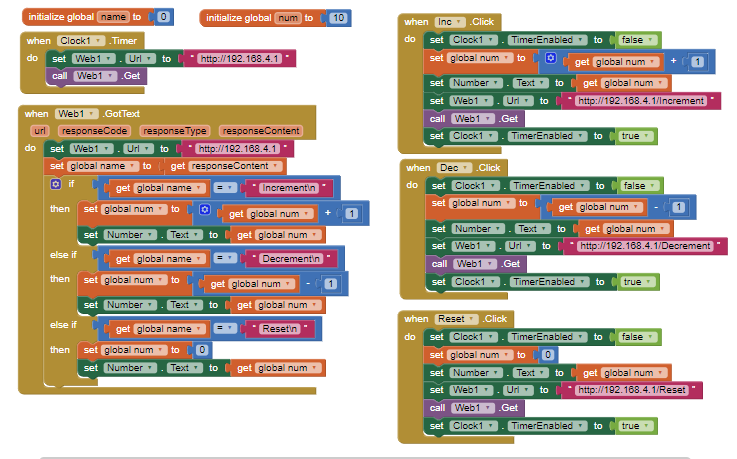 initialize global name to 0
initialize global num to 10
when Clock1 .Timer
do set Web1 . Url to " http://192.168.4.1 "
call Web1 .Get
when Web1 .GotText
url responseCode responseType responseContent
do set Web1 . Url to " http://192.168.4.1 "
set global name to get responseContent
if get global name = " Increment\n "
then set global num to get global num + 1
set Number . Text to get global num
else if get global name = " Decrement\n "
then set global num to get global num - 1
set Number . Text to get global num
else if get global name = " Reset\n "
then set global num to 0
set Number . Text to get global num
when Inc .Click
do set Clock1 . TimerEnabled to false
set global num to get global num + 1
set Number . Text to get global num
set Web1 . Url to " http://192.168.4.1/Increment "
call Web1 .Get
set Clock1 . TimerEnabled to true
when Dec .Click
do set Clock1 . TimerEnabled to false
set global num to get global num - 1
set Number . Text to get global num
set Web1 . Url to " http://192.168.4.1/Decrement "
call Web1 .Get
set Clock1 . TimerEnabled to true
when Reset .Click
do set Clock1 . TimerEnabled to false
set global num to 0
set Number . Text to get global num
set Web1 . Url to " http://192.168.4.1/Reset "
call Web1 .Get
set Clock1 . TimerEnabled to true